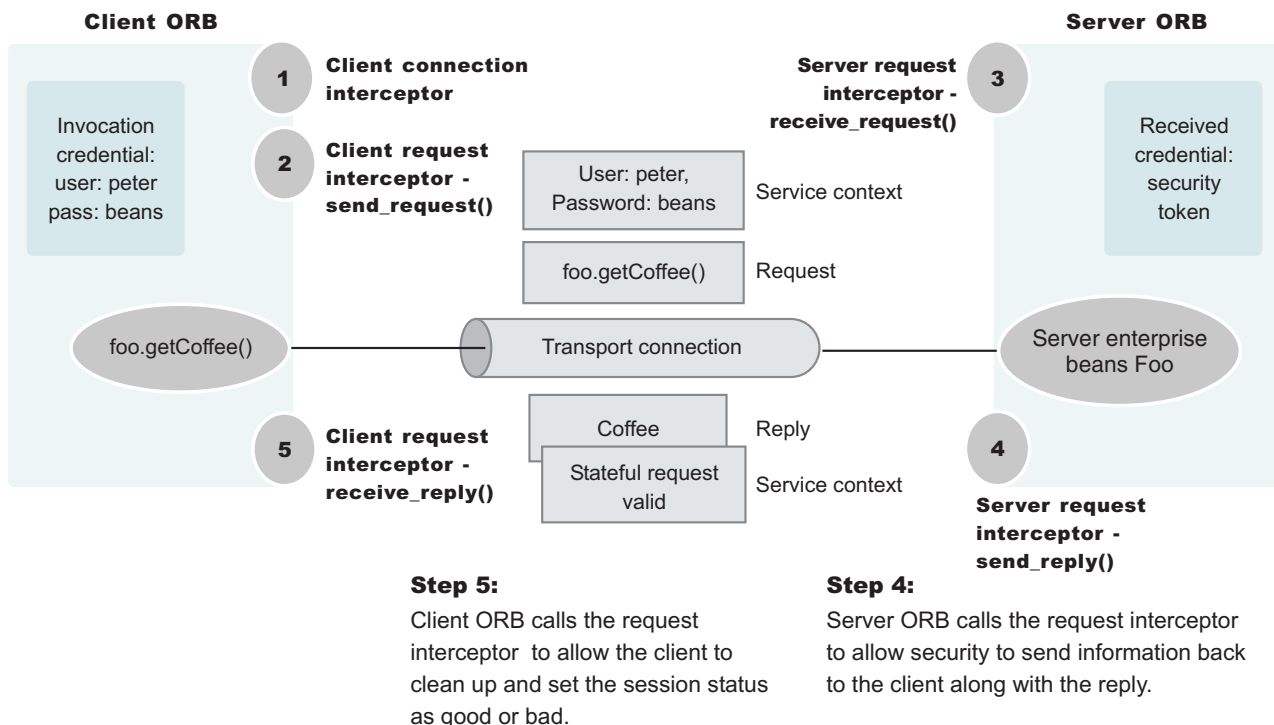 Client ORB
Server ORB
1
Client connection
interceptor
Invocation
credential:
user: peter
pass: beans
2
Client request
interceptor -
send_request()
User: peter,
Password: beans
Service context
foo.getCoffee()
Request
Server request
interceptor -
receive_request()
3
Received
credential:
security
token
foo.getCoffee()
Transport connection
Server enterprise
beans Foo
5
Client request
interceptor -
receive_reply()
Coffee
Reply
Stateful request
valid
Service context
4
Server request
interceptor -
send_reply()
Step 5:
Client ORB calls the request
interceptor to allow the client to
clean up and set the session status
as good or bad.
Step 4:
Server ORB calls the request interceptor
to allow security to send information back
to the client along with the reply.